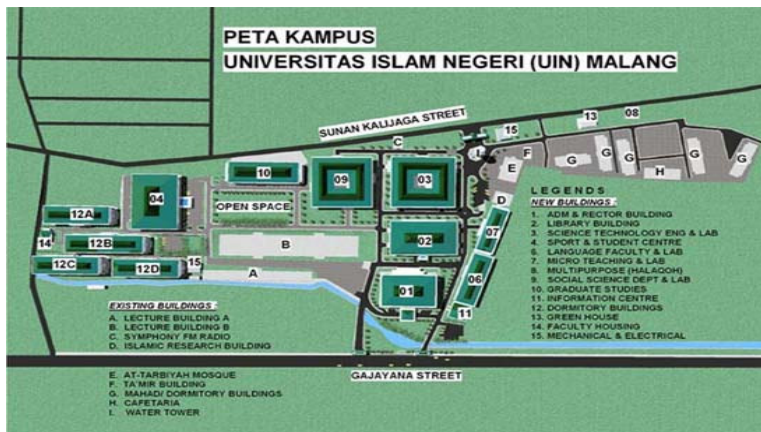 PETA KAMPUS
UNIVERSITAS ISLAM NEGERI (UIN) MALANG
SUNAN KALIJAGA STREET
C
15
13
08
I
F
E
G
G
G
G
H
10
09
03
04
OPEN SPACE
D
12A
12B
14
12C
12D
15
B
A
02
07
01
06
11
LEGENDS
NEW BUILDINGS :
1. ADM & RECTOR BUILDING
2. LIBRARY BUILDING
3. SCIENCE TECHNOLOGY ENG & LAB
4. SPORT & STUDENT CENTRE
6. LANGUAGE FACULTY & LAB
7. MICRO TEACHING & LAB
8. MULTIPURPOSE (HALAQOH)
9. SOCIAL SCIENCE DEPT & LAB
10. GRADUATE STUDIES
11. INFORMATION CENTRE
12. DORMITORY BUILDINGS
13. GREEN HOUSE
14. FACULTY HOUSING
15. MECHANICAL & ELECTRICAL
EXISTING BUILDINGS :
A. LECTURE BUILDING A
B. LECTURE BUILDING B
C. SYMPHONY FM RADIO
D. ISLAMIC RESEARCH BUILDING
E. AT-TARBIYAH MOSQUE
F. TA'MIR BUILDING
G. MAHAD/ DORMITORY BUILDINGS
H. CAFETARIA
I. WATER TOWER
GAJAYANA STREET